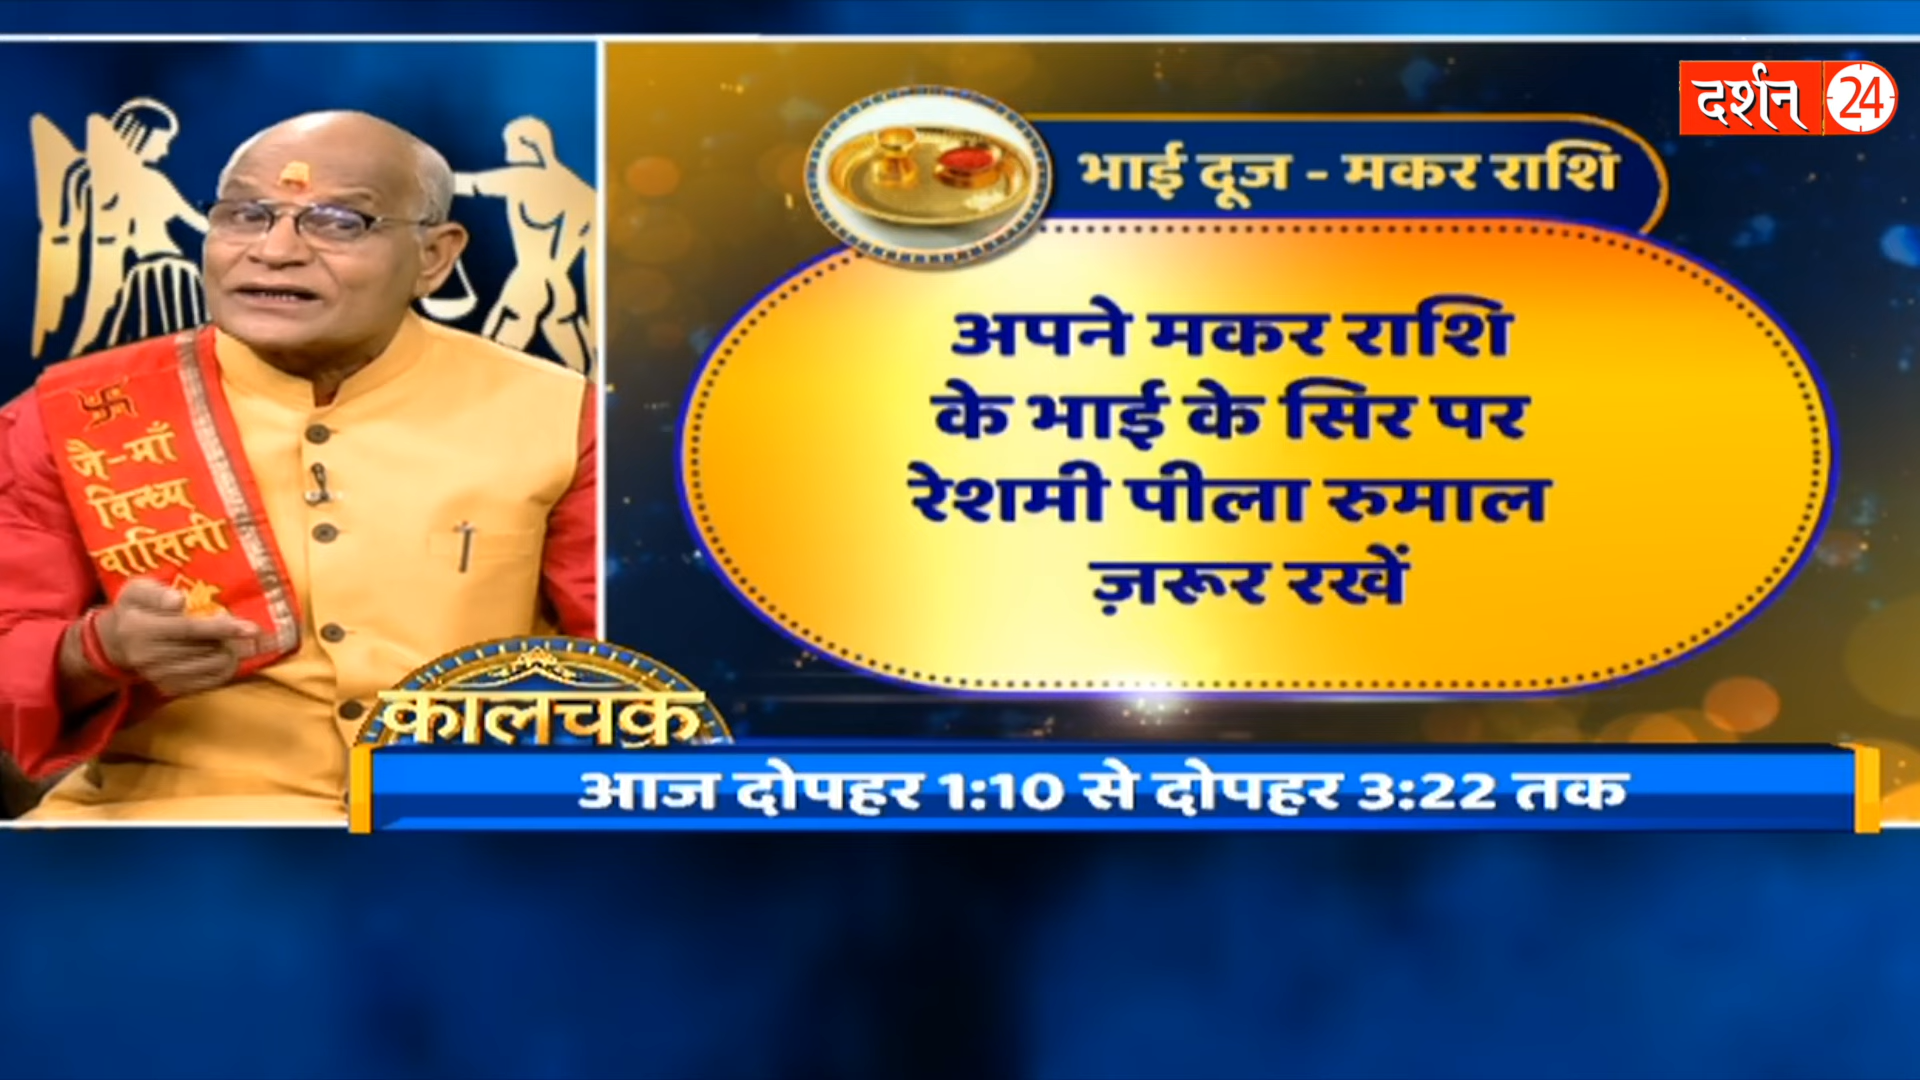 दर्शन 24
भाई दूज - मकर राशि
अपने मकर राशि
के भाई के सिर पर
रेशमी पीला रुमाल
ज़रूर रखें
जै-माँ
विन्ध्य
वासिनी
कालचक्र
आज दोपहर 1:10 से दोपहर 3:22 तक